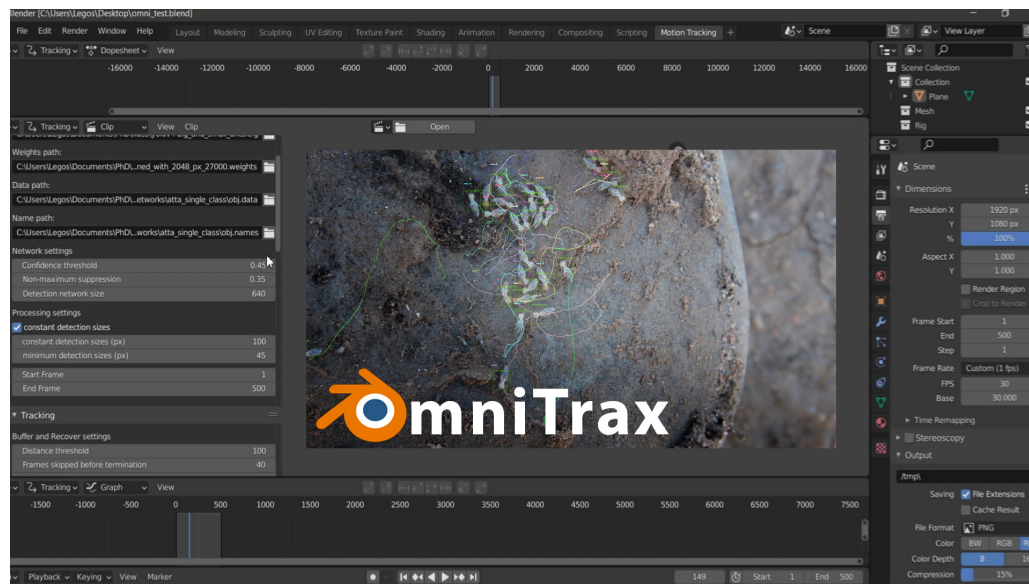 Blender [C:\Users\Legos\Desktop\omni_test.blend]
File Edit Render Window Help Layout Modeling Sculpting UV Editing Texture Paint Shading Animation Rendering Compositing Scripting Motion Tracking + Scene View Layer
Tracking Dopesheet View
-16000 -14000 -12000 -10000 -8000 -6000 -4000 -2000 0 2000 4000 6000 8000 10000 12000 14000 16000
Scene Collection
Collection
Plane
Mesh
Rig
Tracking Clip View Clip Open
Weights path:
C:\Users\Legos\Documents\PhD\...ned_with_2048_px_27000.weights
Data path:
C:\Users\Legos\Documents\PhD\...etworks\atta_single_class\obj.data
Name path:
C:\Users\Legos\Documents\PhD\...works\atta_single_class\obj.names
Network settings
Confidence threshold 0.45
Non-maximum suppression 0.35
Detection network size 640
Processing settings
constant detection sizes
constant detection sizes (px) 100
minimum detection sizes (px) 45
Start Frame 1
End Frame 500
Tracking
Buffer and Recover settings
Distance threshold 100
Frames skipped before termination 40
OmniTrax
Scene
Dimensions
Resolution X 1920 px
Y 1080 px
% 100%
Aspect X 1.000
Y 1.000
Render Region
Crop to Render
Frame Start 1
End 500
Step 1
Frame Rate Custom (1 fps)
FPS 30
Base 30.000
Time Remapping
Stereoscopy
Output
/tmp\
Saving File Extensions
Cache Result
File Format PNG
Color BW RGB
Color Depth 8 16
Compression 15%
Tracking Graph View
-1500 -1000 -500 0 500 1000 1500 2000 2500 3000 3500 4000 4500 5000 5500 6000 6500 7000 7500
Playback Keying View Marker 149 Start 1 End 500